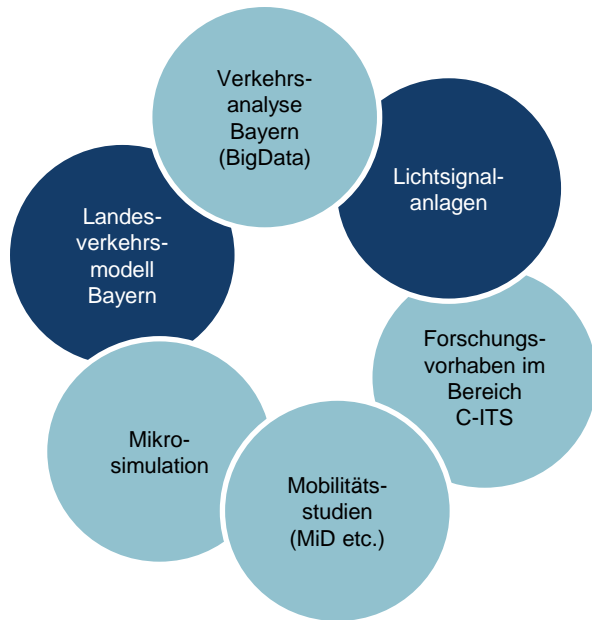 Verkehrs-
analyse
Bayern
(BigData)
Lichtsignal-
anlagen
Landes-
verkehrs-
modell
Bayern
Forschungs-
vorhaben im
Bereich
C-ITS
Mikro-
simulation
Mobilitäts-
studien
(MiD etc.)